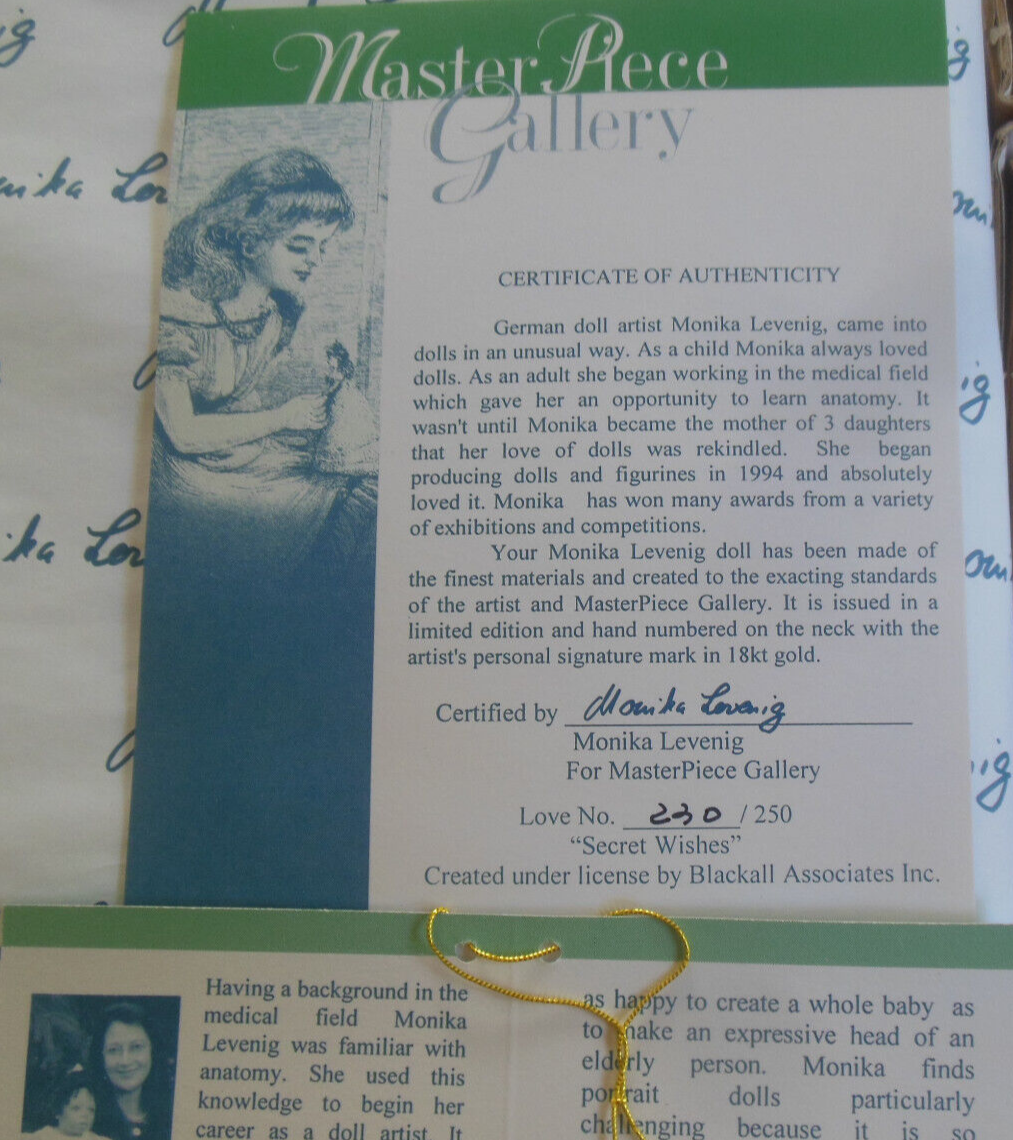 MasterPiece
Gallery
CERTIFICATE OF AUTHENTICITY
German doll artist Monika Levenig, came into
dolls in an unusual way. As a child Monika always loved
dolls. As an adult she began working in the medical field
which gave her an opportunity to learn anatomy. It
wasn't until Monika became the mother of 3 daughters
that her love of dolls was rekindled. She began
producing dolls and figurines in 1994 and absolutely
loved it. Monika has won many awards from a variety
of exhibitions and competitions.
Your Monika Levenig doll has been made of
the finest materials and created to the exacting standards
of the artist and MasterPiece Gallery. It is issued in a
limited edition and hand numbered on the neck with the
artist's personal signature mark in 18kt gold.
Certified by Monika Levenig
Monika Levenig
For MasterPiece Gallery
Love No. 230 / 250
“Secret Wishes”
Created under license by Blackall Associates Inc.
Having a background in the
medical field Monika
Levenig was familiar with
anatomy. She used this
knowledge to begin her
career as a doll artist. It
as happy to create a whole baby as
to make an expressive head of an
elderly person. Monika finds
portrait dolls particularly
challenging because it is so